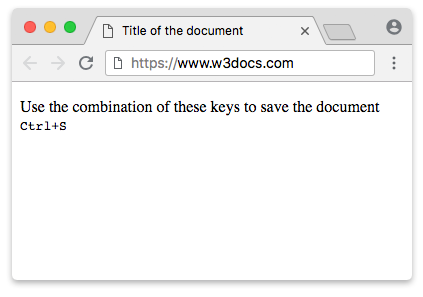 Title of the document
https://www.w3docs.com
Use the combination of these keys to save the document
Ctrl+S